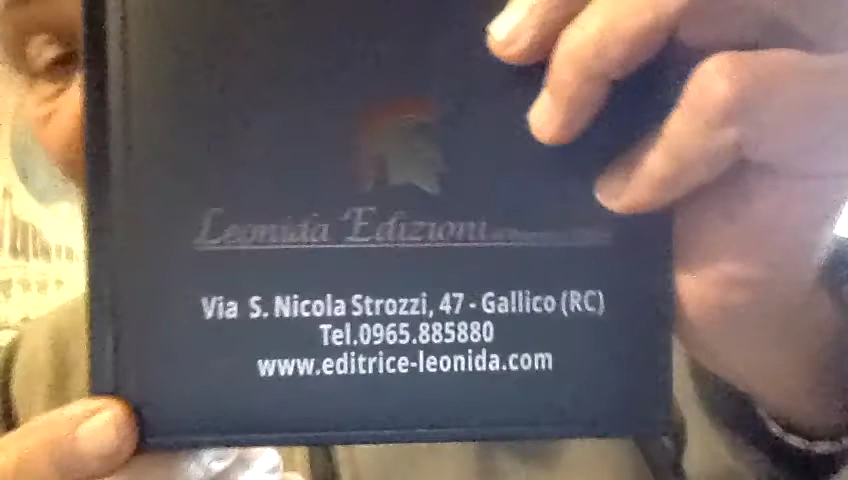 Leonida Edizioni
Via S. Nicola Strozzi, 47 - Gallico (RC)
Tel.0965.885880
www.editrice-leonida.com